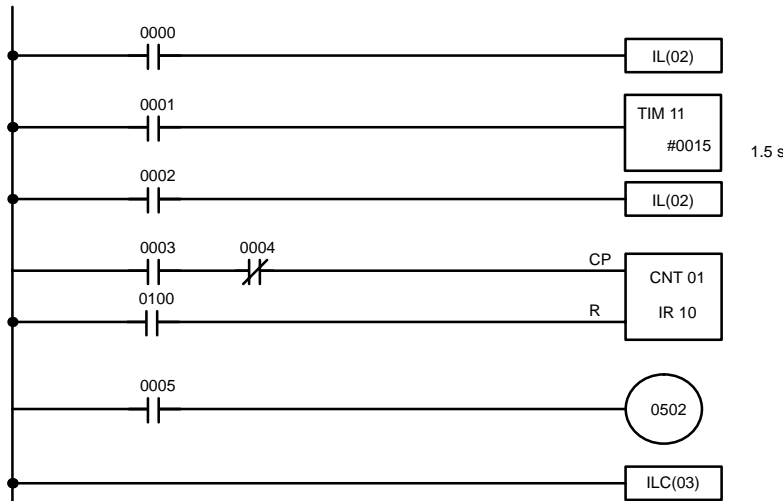 0000
IL(02)
0001
TIM 11
#0015
1.5 s
0002
IL(02)
0003
0004
CP
CNT 01
0100
R
IR 10
0005
0502
ILC(03)